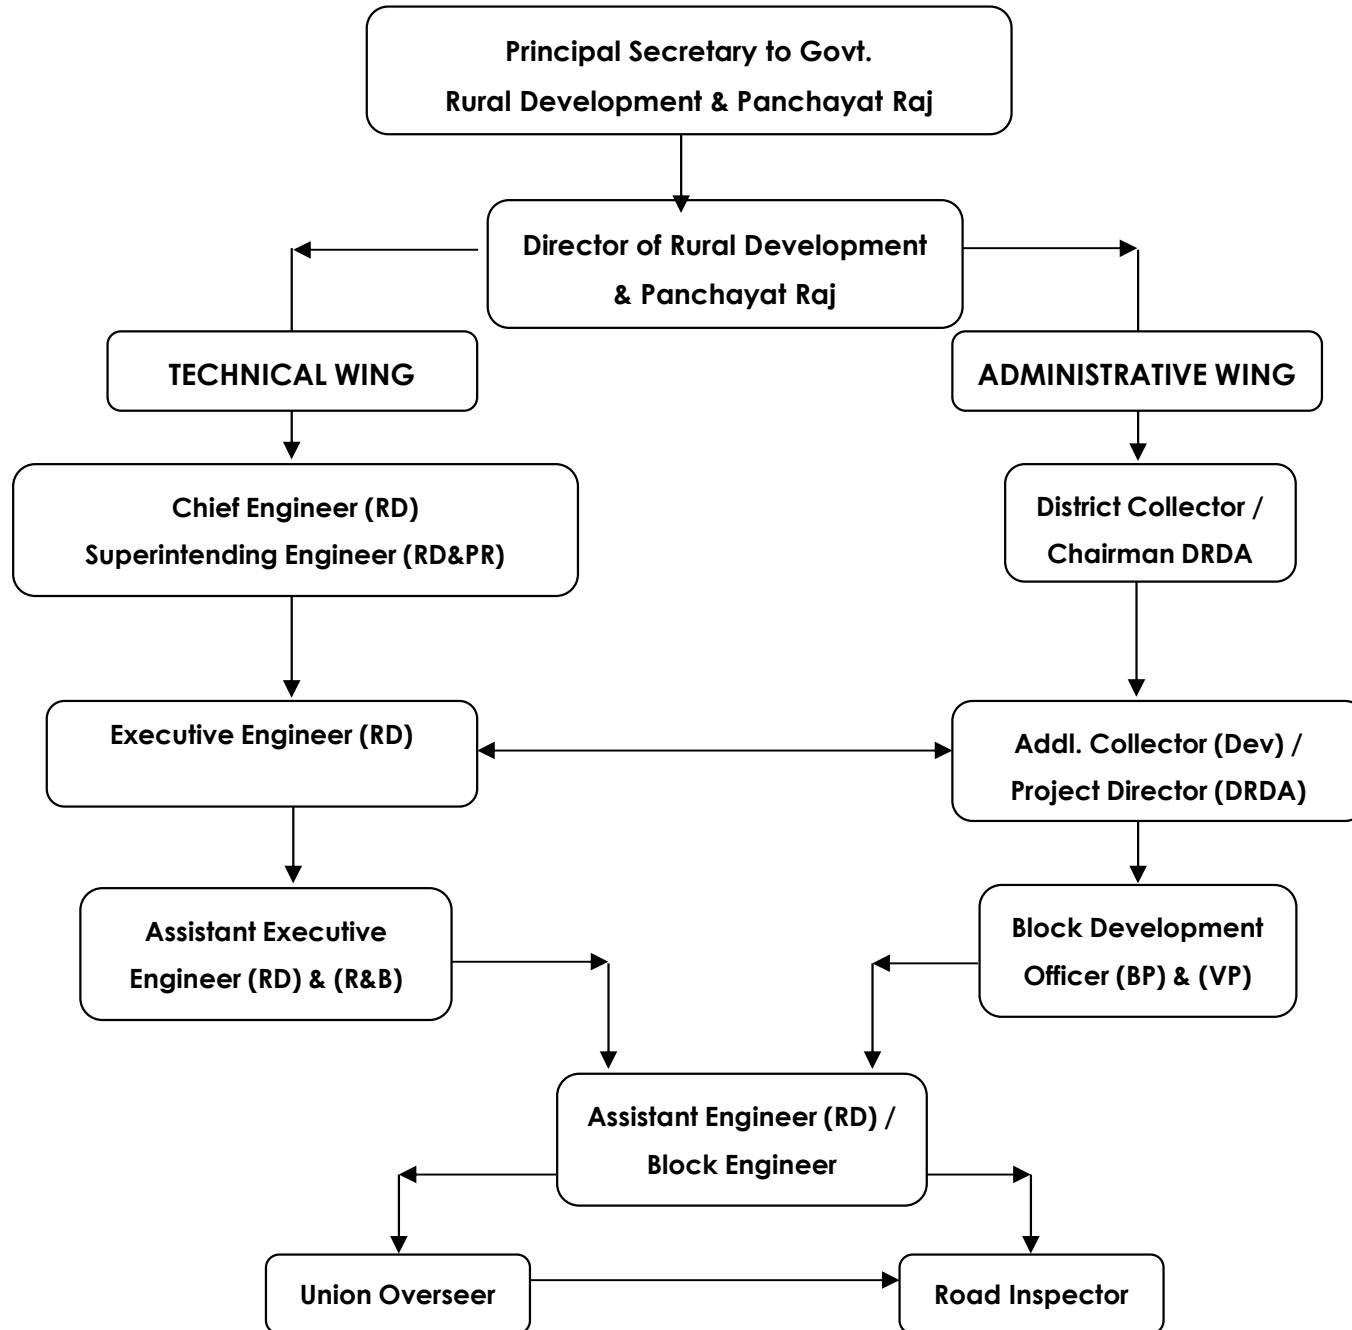 Principal Secretary to Govt.
Rural Development & Panchayat Raj
Director of Rural Development
& Panchayat Raj
TECHNICAL WING
ADMINISTRATIVE WING
Chief Engineer (RD)
Superintending Engineer (RD&PR)
District Collector /
Chairman DRDA
Executive Engineer (RD)
Addl. Collector (Dev) /
Project Director (DRDA)
Assistant Executive
Engineer (RD) & (R&B)
Block Development
Officer (BP) & (VP)
Assistant Engineer (RD) /
Block Engineer
Union Overseer
Road Inspector